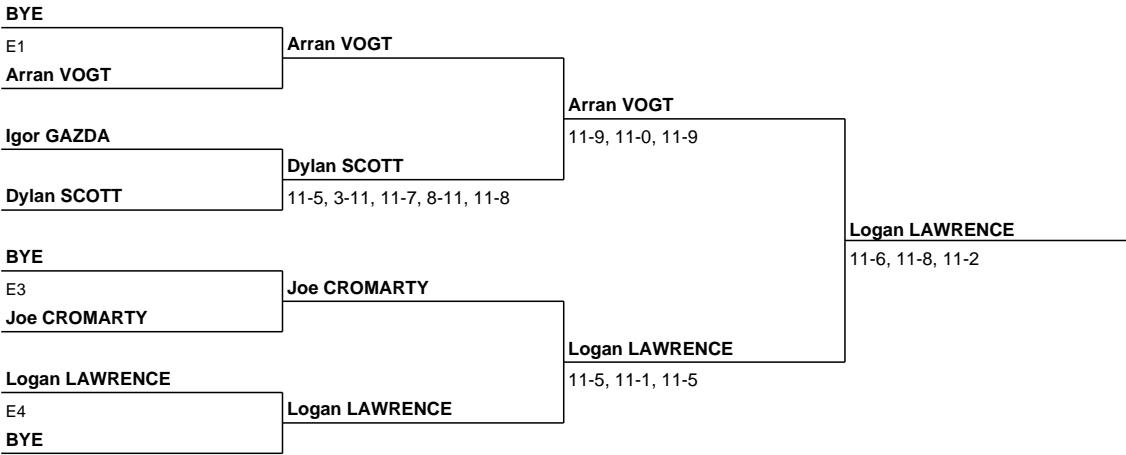 BYE
E1
Arran VOGT
Arran VOGT
Igor GAZDA
Dylan SCOTT
Dylan SCOTT
11-5, 3-11, 11-7, 8-11, 11-8
Arran VOGT
11-9, 11-0, 11-9
BYE
E3
Joe CROMARTY
Joe CROMARTY
Logan LAWRENCE
E4
BYE
Logan LAWRENCE
Logan LAWRENCE
11-5, 11-1, 11-5
Logan LAWRENCE
11-6, 11-8, 11-2